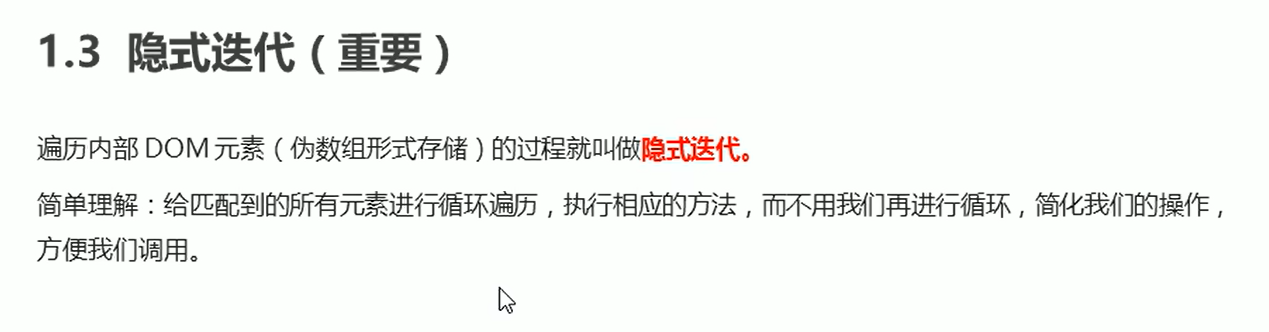 1.3 隐式迭代（重要）
遍历内部 DOM 元素（伪数组形式存储）的过程就叫做隐式迭代。
简单理解：给匹配到的所有元素进行循环遍历，执行相应的方法，而不用我们再进行循环，简化我们的操作，
方便我们调用。